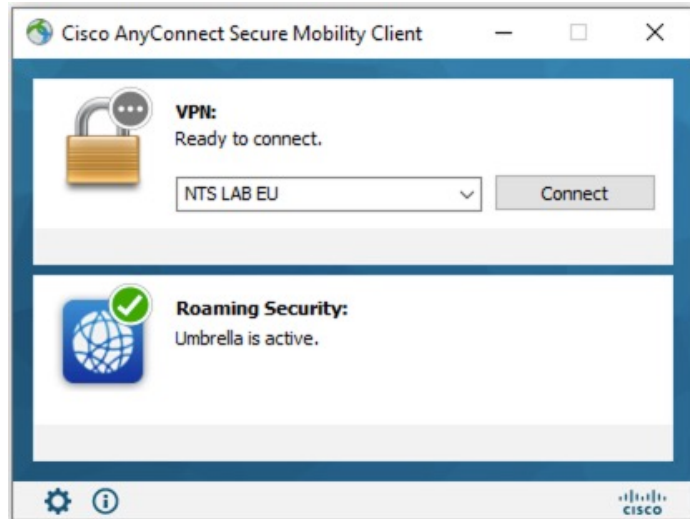 Cisco AnyConnect Secure Mobility Client
VPN:
Ready to connect.
NTS LAB EU
Connect
Roaming Security:
Umbrella is active.
CISCO